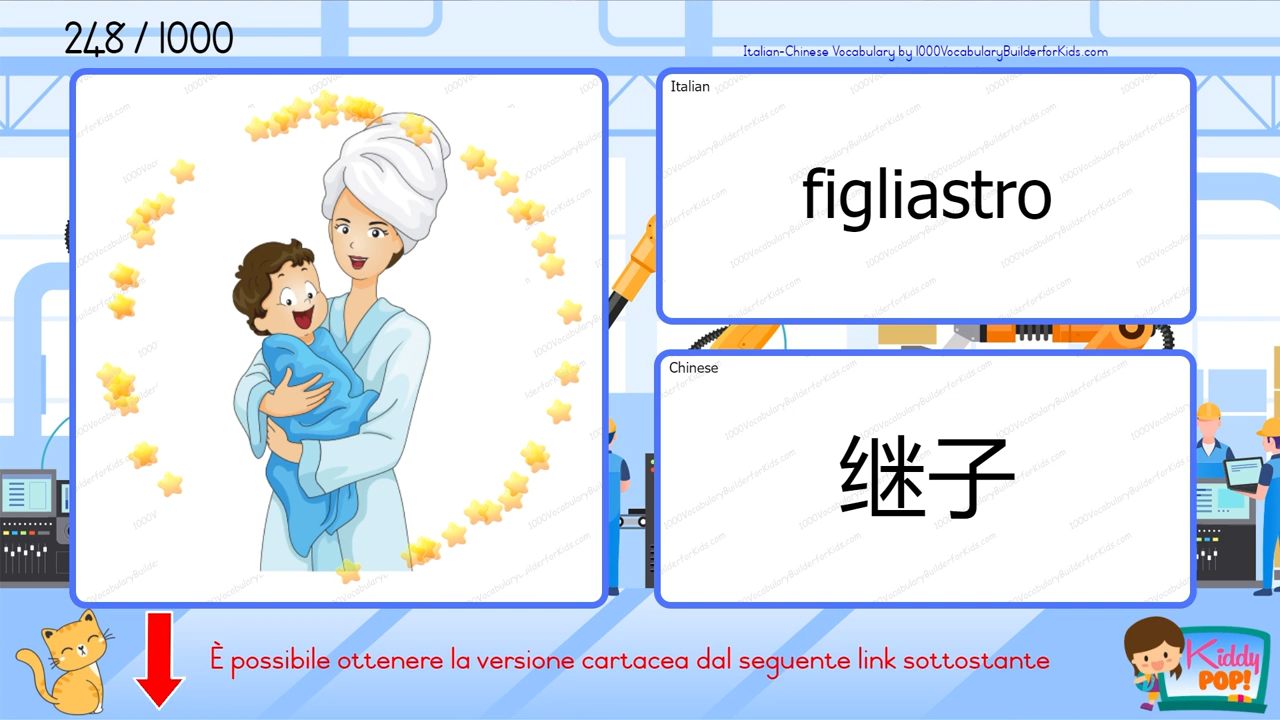 248 / 1000
Italian-Chinese Vocabulary by 1000VocabularyBuilderforKids.com
Italian
figliastro
Chinese
继子
È possibile ottenere la versione cartacea dal seguente link sottostante
Kiddy
POP!